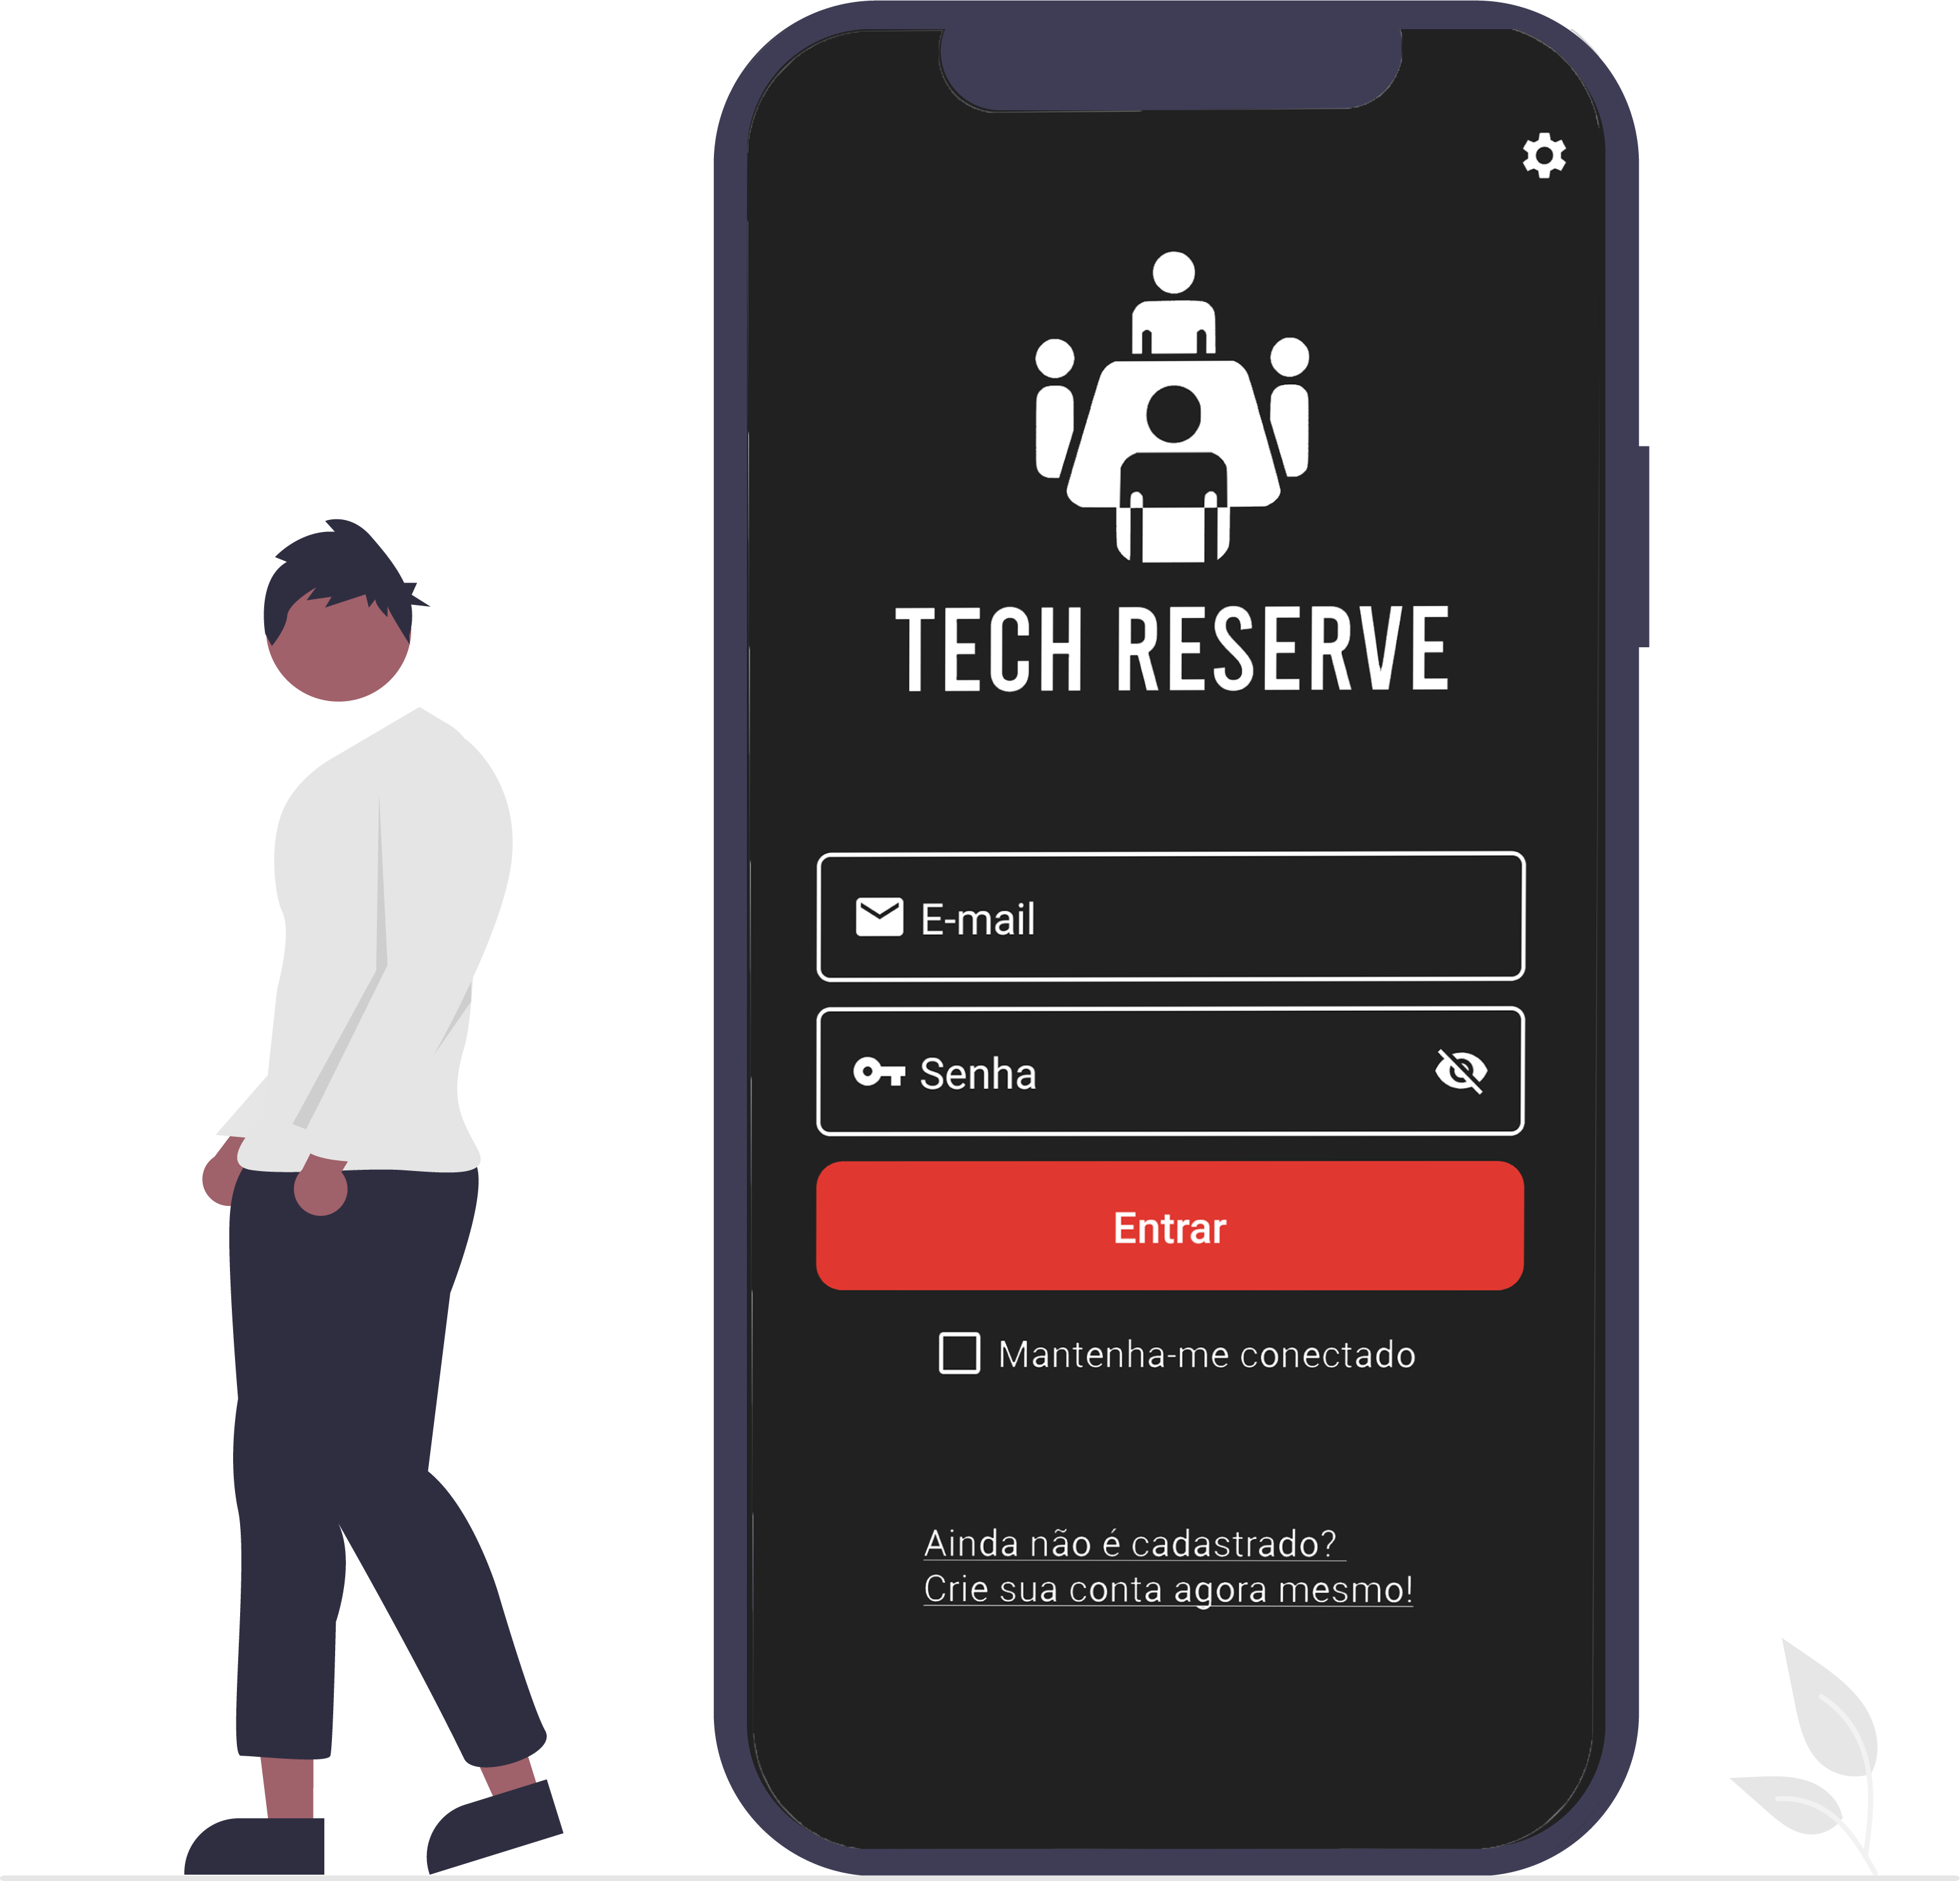 TECH RESERVE
E-mail
Senha
Entrar
Mantenha-me conectado
Ainda não é cadastrado?
Crie sua conta agora mesmo!